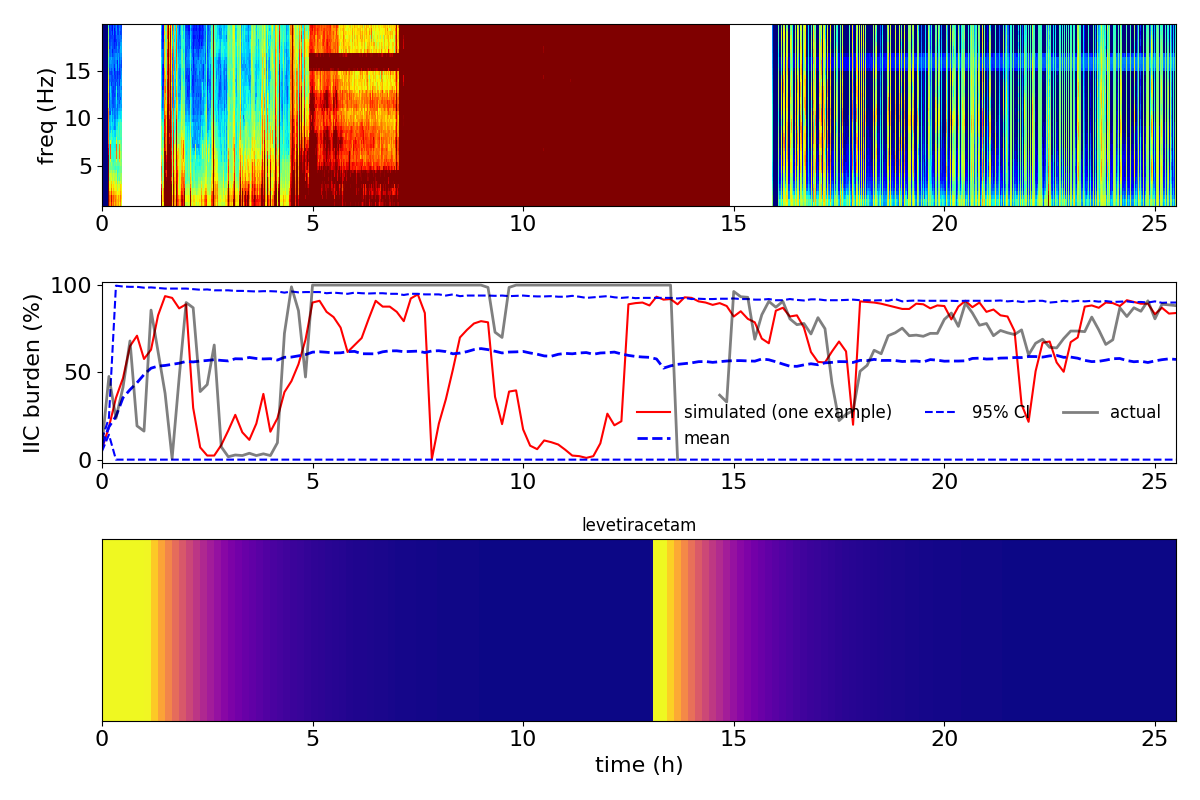 freq (Hz)
15
10
5
0 5 10 15 20 25
IIC burden (%)
100
50
0
simulated (one example)
mean
95% CI
actual
0 5 10 15 20 25
levetiracetam
0 5 10 15 20 25
time (h)